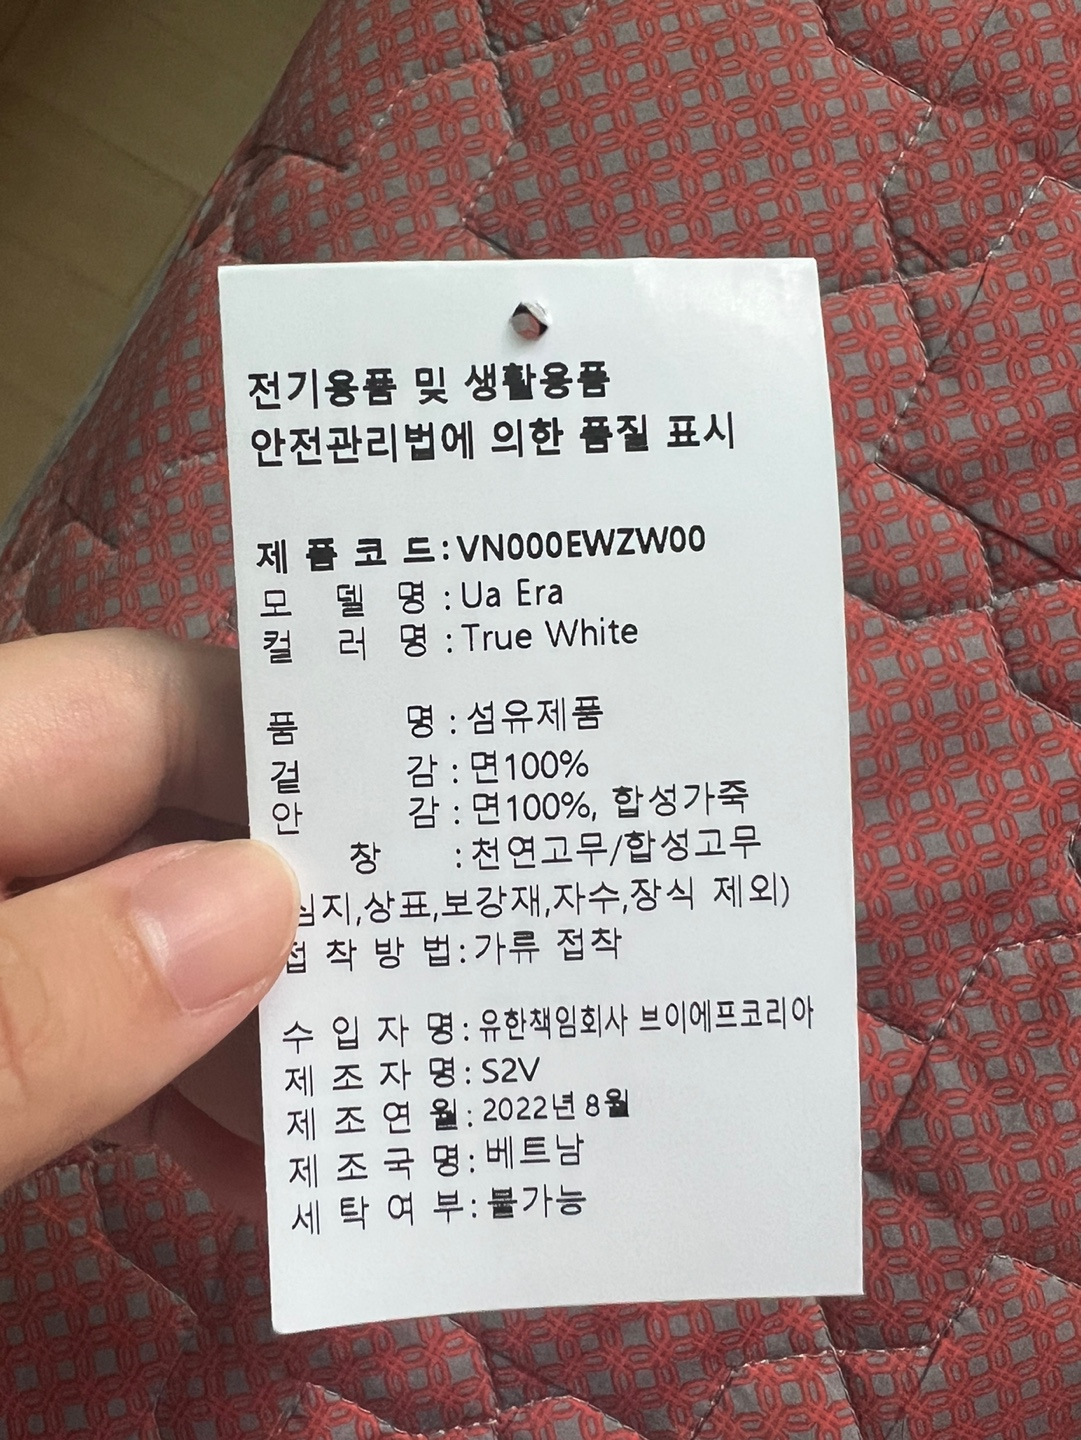 전기용품 및 생활용품
안전관리법에 의한 품질 표시
제 품 코 드:VN000EWZW00
모 델 명:Ua Era
컬 러 명:True White
품 명:섬유제품
겉 감:면100%
안 감:면100%, 합성가죽
창 :천연고무/합성고무
심지,상표,보강재,자수,장식 제외)
접 착 방 법:가류 접착
수 입 자 명:유한책임회사 브이에프코리아
제 조 자 명:S2V
제 조 연 월:2022년 8월
제 조 국 명:베트남
세 탁 여 부:불가능